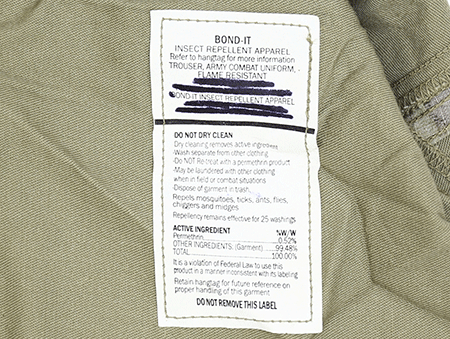 BOND-IT
INSECT REPELLENT APPAREL
Refer to hangtag for more information
TROUSER, ARMY COMBAT UNIFORM, -
FLAME RESISTANT
BOND-IT INSECT REPELLENT APPAREL
DO NOT DRY CLEAN
Dry cleaning removes active ingredient
-Wash separate from other clothing
-Do NOT Re treat with a permethrin product
-May be laundered with other clothing
when in field or combat situations
-Dispose of garment in trash.
Repels mosquitoes, ticks, ants, flies,
chiggers and midges
Repellency remains effective for 25 washings
ACTIVE INGREDIENT %W/W
Permethrin 0.52%
OTHER INGREDIENTS: (Garment) 99.48%
TOTAL 100.00%
It is a violation of Federal Law to use this
product in a manner inconsistent with its labeling
Retain hangtag for future reference on
proper handling of this garment
DO NOT REMOVE THIS LABEL